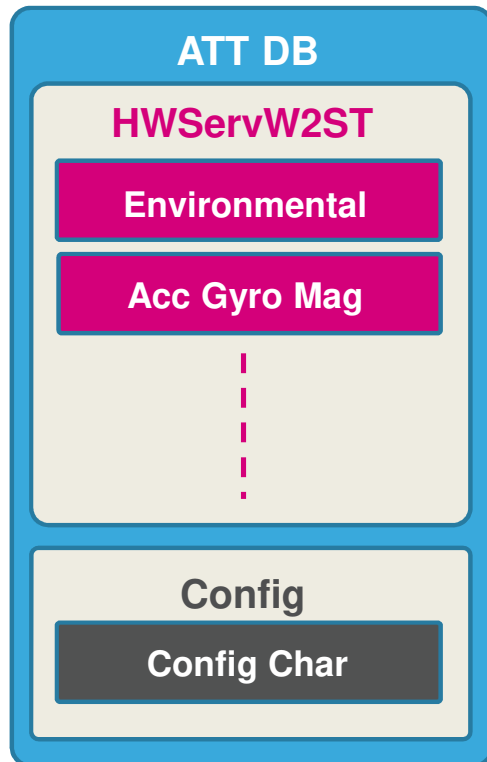 ATT DB
HWServW2ST
Environmental
Acc Gyro Mag
Config
Config Char